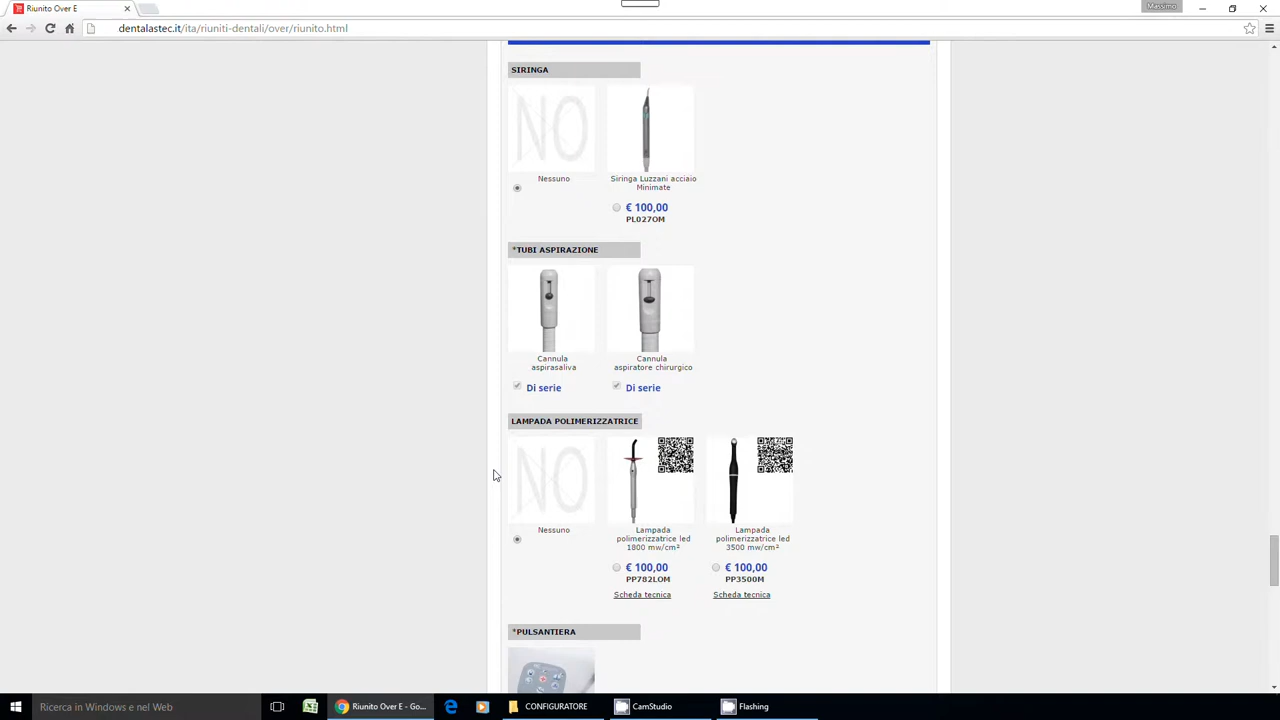 Riunito Over E
Massimo
dentalastec.it/ita/riuniti-dentali/over/riunito.html
SIRINGA
NO
Nessuno
Siringa Luzzani acciaio
Minimate
€ 100,00
PL027OM
*TUBI ASPIRAZIONE
Cannula
aspirasaliva
Di serie
Cannula
aspiratore chirurgico
Di serie
LAMPADA POLIMERIZZATRICE
NO
Nessuno
Lampada
polimerizzatrice led
1800 mw/cm²
€ 100,00
PP782LOM
Scheda tecnica
Lampada
polimerizzatrice led
3500 mw/cm²
€ 100,00
PP3500M
Scheda tecnica
*PULSANTIERA
Ricerca in Windows e nel Web
Riunito Over E - Go...
CONFIGURATORE
CamStudio
Flashing